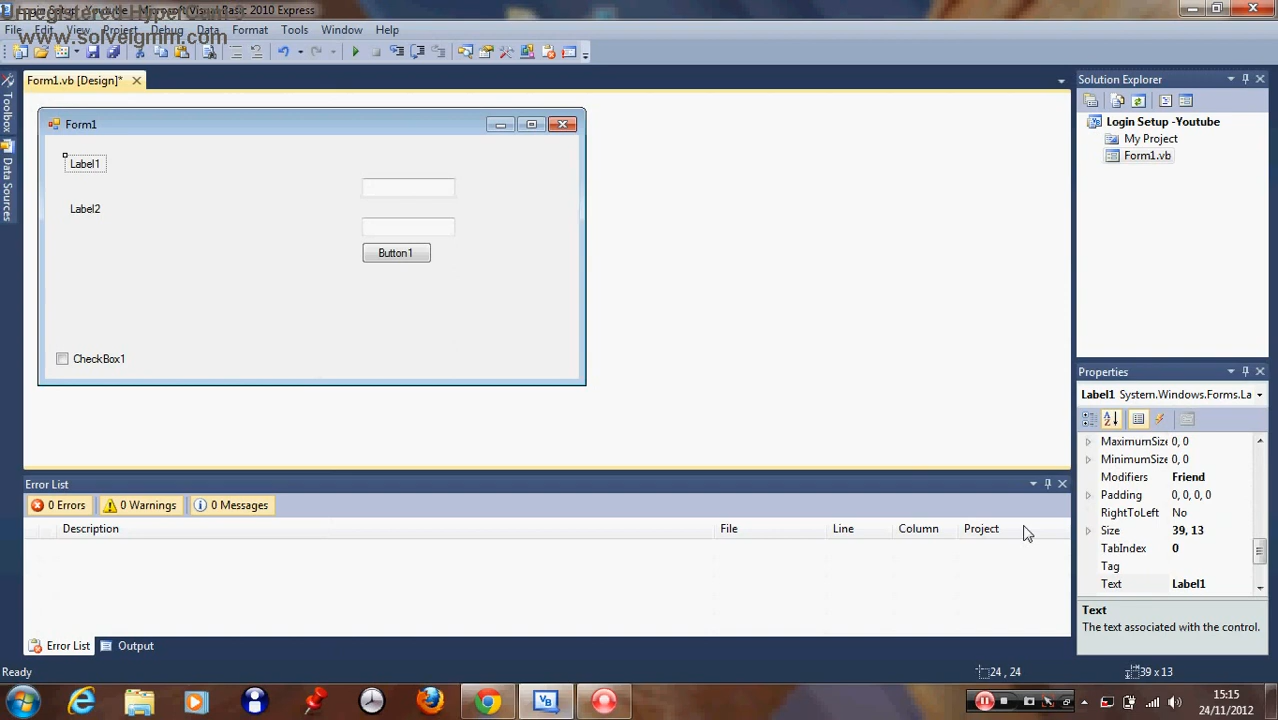 Login Setup - Youtube - Microsoft Visual Basic 2010 Express
Unregistered HyperCam 3
www.solveigmm.com
File Edit View Project Debug Data Format Tools Window Help
Form1.vb [Design]*
Toolbox
Data Sources
Form1
Label1
Label2
Button1
CheckBox1
Solution Explorer
Login Setup -Youtube
My Project
Form1.vb
Properties
Label1 System.Windows.Forms.La
MaximumSize 0, 0
MinimumSize 0, 0
Modifiers Friend
Padding 0, 0, 0, 0
RightToLeft No
Size 39, 13
TabIndex 0
Tag
Text Label1
Text
The text associated with the control.
Error List
0 Errors 0 Warnings 0 Messages
Description File Line Column Project
Error List Output
Ready 24 , 24 39 x 13
15:15
24/11/2012